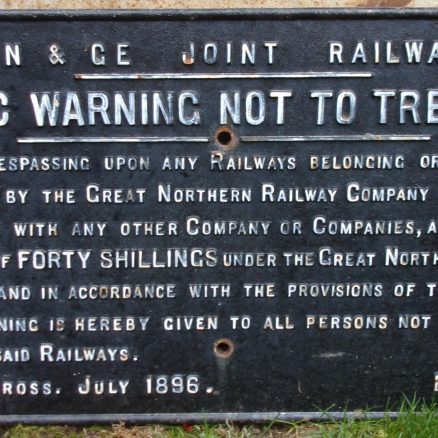 N & GE JOINT RAILWA
C WARNING NOT TO TRE
ESPASSING UPON ANY RAILWAYS BELONGING OR
BY THE GREAT NORTHERN RAILWAY COMPANY
WITH ANY OTHER COMPANY OR COMPANIES, A
F FORTY SHILLINGS UNDER THE GREAT NORTH
AND IN ACCORDANCE WITH THE PROVISIONS OF T
NING IS HEREBY GIVEN TO ALL PERSONS NOT
SAID RAILWAYS.
ROSS. JULY 1896.